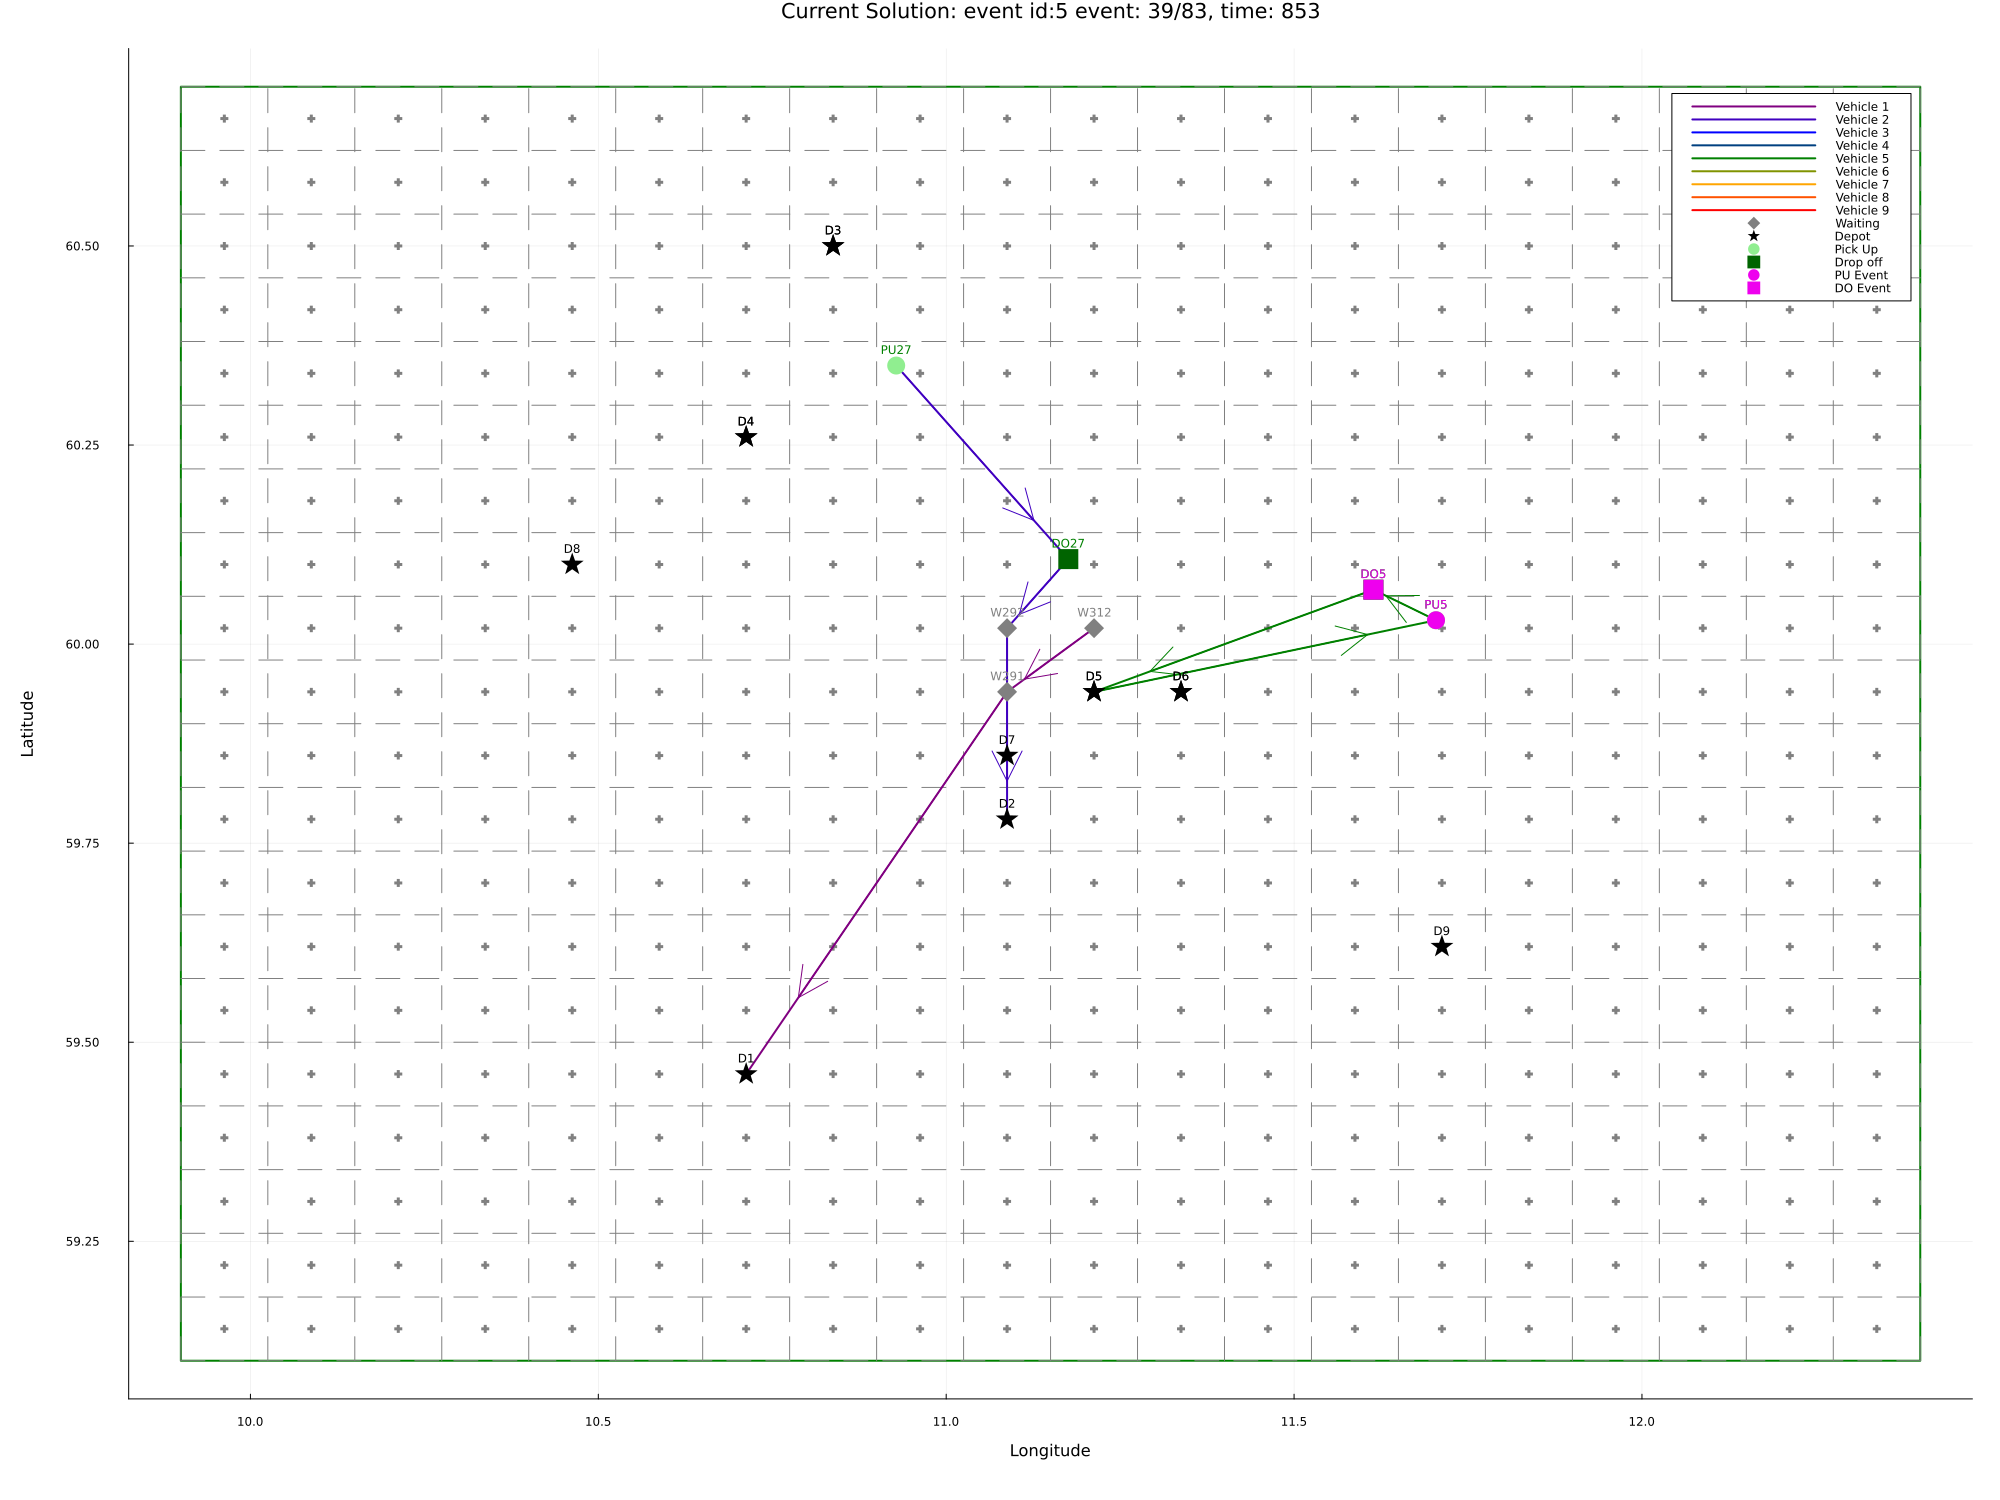 Current Solution: event id:5 event: 39/83, time: 853
Vehicle 1
Vehicle 2
Vehicle 3
Vehicle 4
Vehicle 5
Vehicle 6
Vehicle 7
Vehicle 8
Vehicle 9
Waiting
Depot
Pick Up
Drop off
PU Event
DO Event
D3
PU27
D4
D8
DO27
DO5
PU5
W312
W291
D5
D6
D7
D2
D9
D1
60.50
60.25
60.00
59.75
59.50
59.25
Latitude
10.0
10.5
11.0
11.5
12.0
Longitude